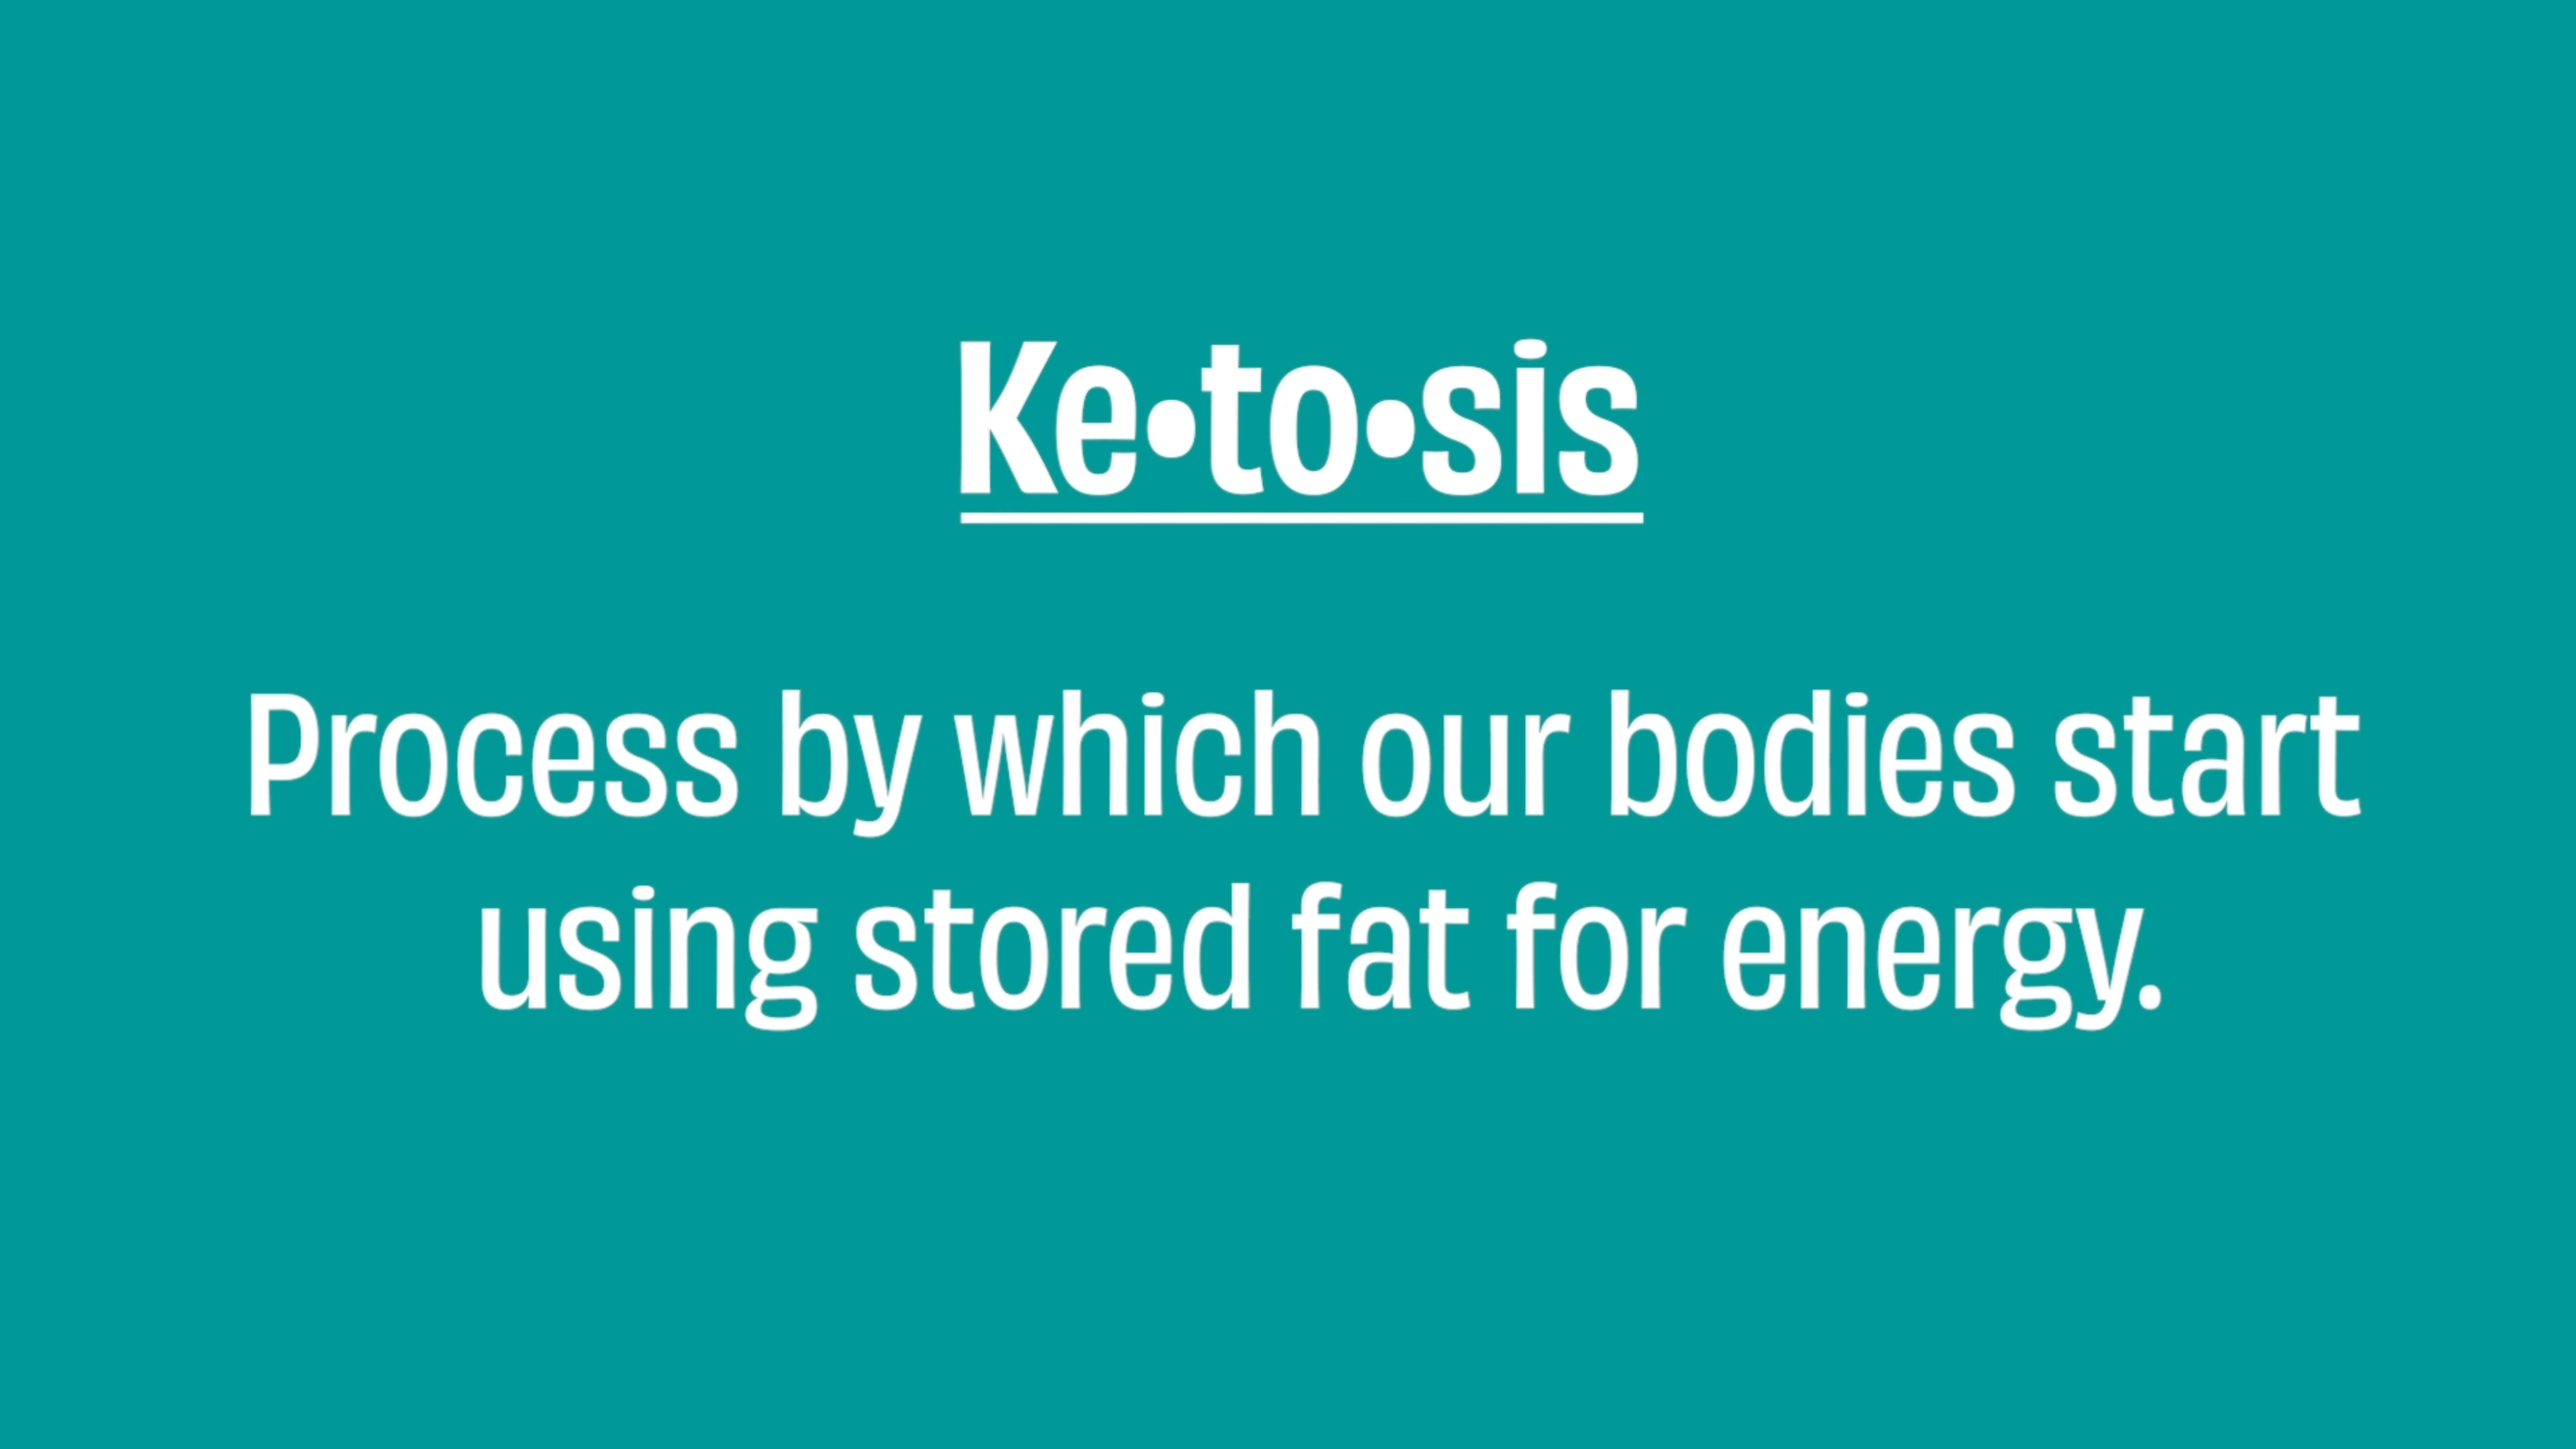 Ke•to•sis
Process by which our bodies start
using stored fat for energy.